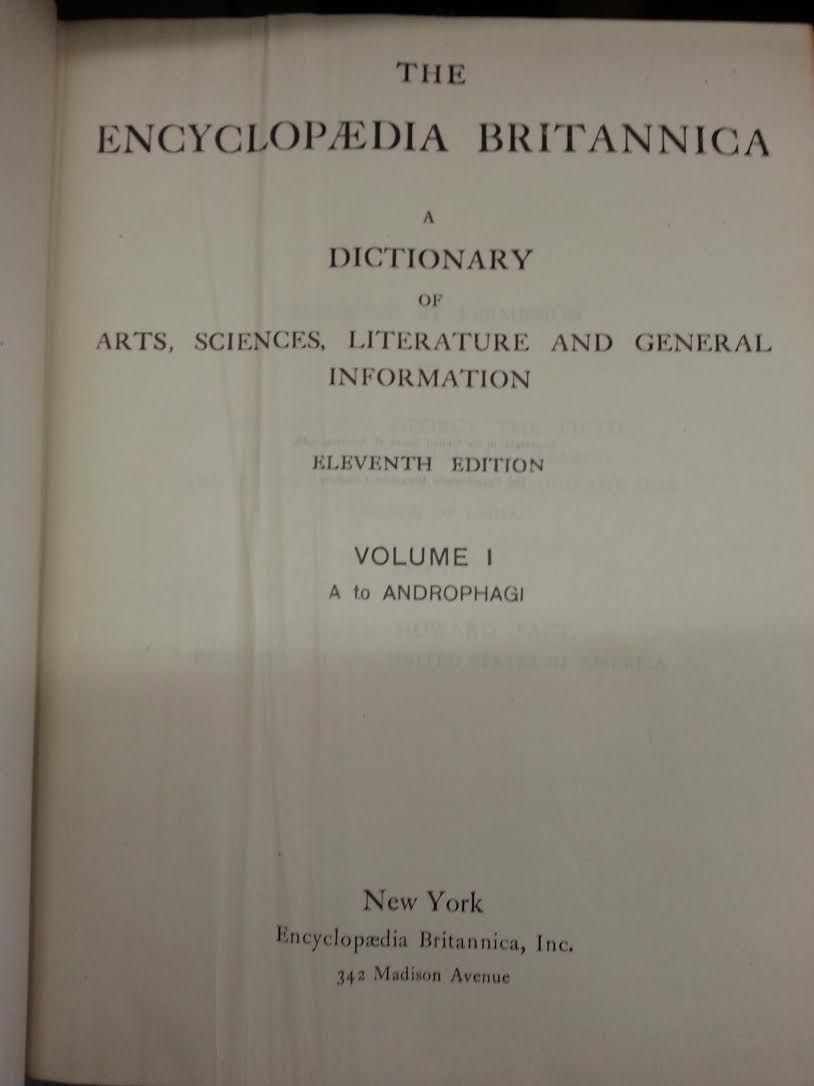 THE
ENCYCLOPÆDIA BRITANNICA
A
DICTIONARY
OF
ARTS, SCIENCES, LITERATURE AND GENERAL
INFORMATION
ELEVENTH EDITION
VOLUME I
A to ANDROPHAGI
New York
Encyclopædia Britannica, Inc.
342 Madison Avenue